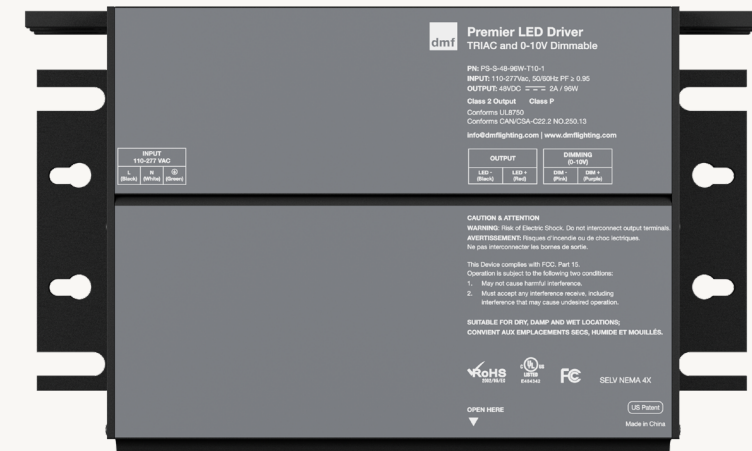 dmf
Premier LED Driver
TRIAC and 0-10V Dimmable
PN: PS-S-48-96W-T10-1
INPUT: 110-277Vac, 50/60Hz PF ≥ 0.95
OUTPUT: 48VDC 2A / 96W
Class 2 Output Class P
Conforms UL8750
Conforms CAN/CSA-C22.2 NO.250.13
info@dmflighting.com | www.dmflighting.com
INPUT
110-277 VAC
L N
(Black) (White) (Green)
OUTPUT
LED - LED +
(Black) (Red)
DIMMING
(0-10V)
DIM - DIM +
(Pink) (Purple)
CAUTION & ATTENTION
WARNING: Risk of Electric Shock. Do not interconnect output terminals.
AVERTISSEMENT: Risques d'incendie ou de choc lectriques.
Ne pas interconnecter les bornes de sortie.
This Device complies with FCC. Part 15.
Operation is subject to the following two conditions:
1. May not cause harmful interference.
2. Must accept any interference receive, including
interference that may cause undesired operation.
SUITABLE FOR DRY, DAMP AND WET LOCATIONS;
CONVIENT AUX EMPLACEMENTS SECS, HUMIDE ET MOUILLÉS.
RoHS
2002/95/EC
C UL US
LISTED
E494343
FC
SELV NEMA 4X
OPEN HERE
US Patent
Made in China